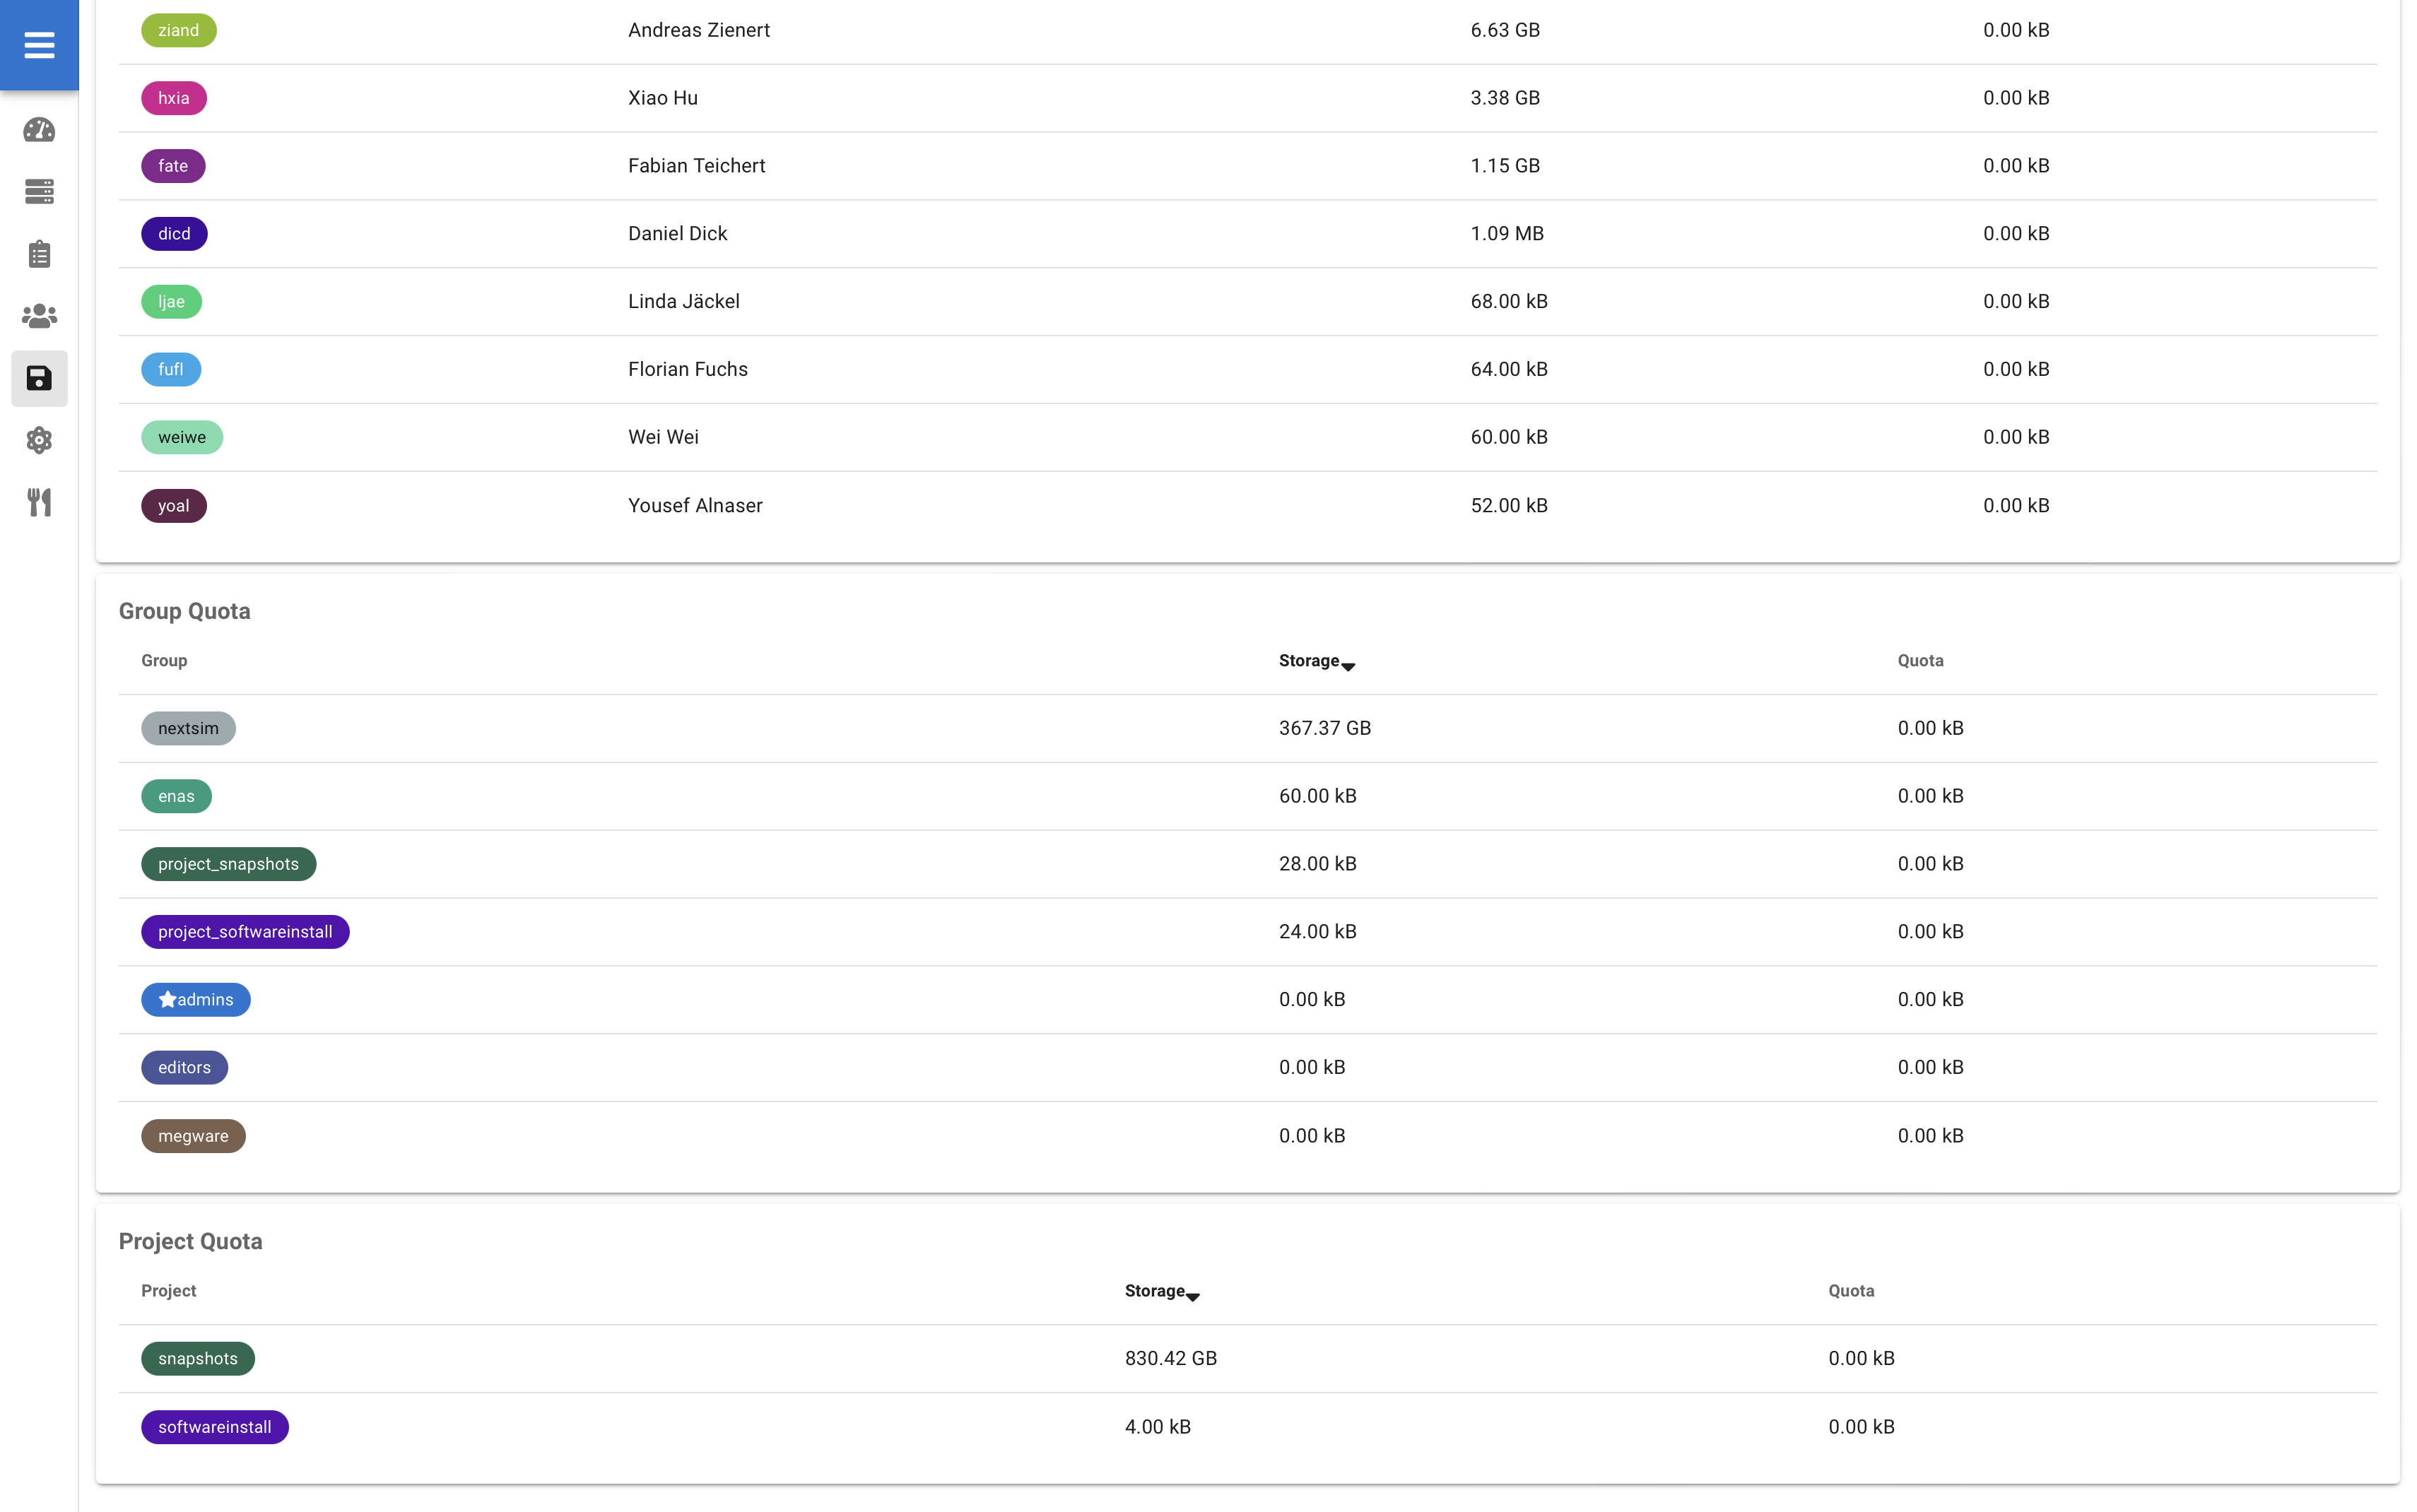 ziand Andreas Zienert 6.63 GB 0.00 kB
hxia Xiao Hu 3.38 GB 0.00 kB
fate Fabian Teichert 1.15 GB 0.00 kB
dicd Daniel Dick 1.09 MB 0.00 kB
ljae Linda Jäckel 68.00 kB 0.00 kB
fufl Florian Fuchs 64.00 kB 0.00 kB
weiwe Wei Wei 60.00 kB 0.00 kB
yoal Yousef Alnaser 52.00 kB 0.00 kB
Group Quota
Group Storage Quota
nextsim 367.37 GB 0.00 kB
enas 60.00 kB 0.00 kB
project_snapshots 28.00 kB 0.00 kB
project_softwareinstall 24.00 kB 0.00 kB
admins 0.00 kB 0.00 kB
editors 0.00 kB 0.00 kB
megware 0.00 kB 0.00 kB
Project Quota
Project Storage Quota
snapshots 830.42 GB 0.00 kB
softwareinstall 4.00 kB 0.00 kB